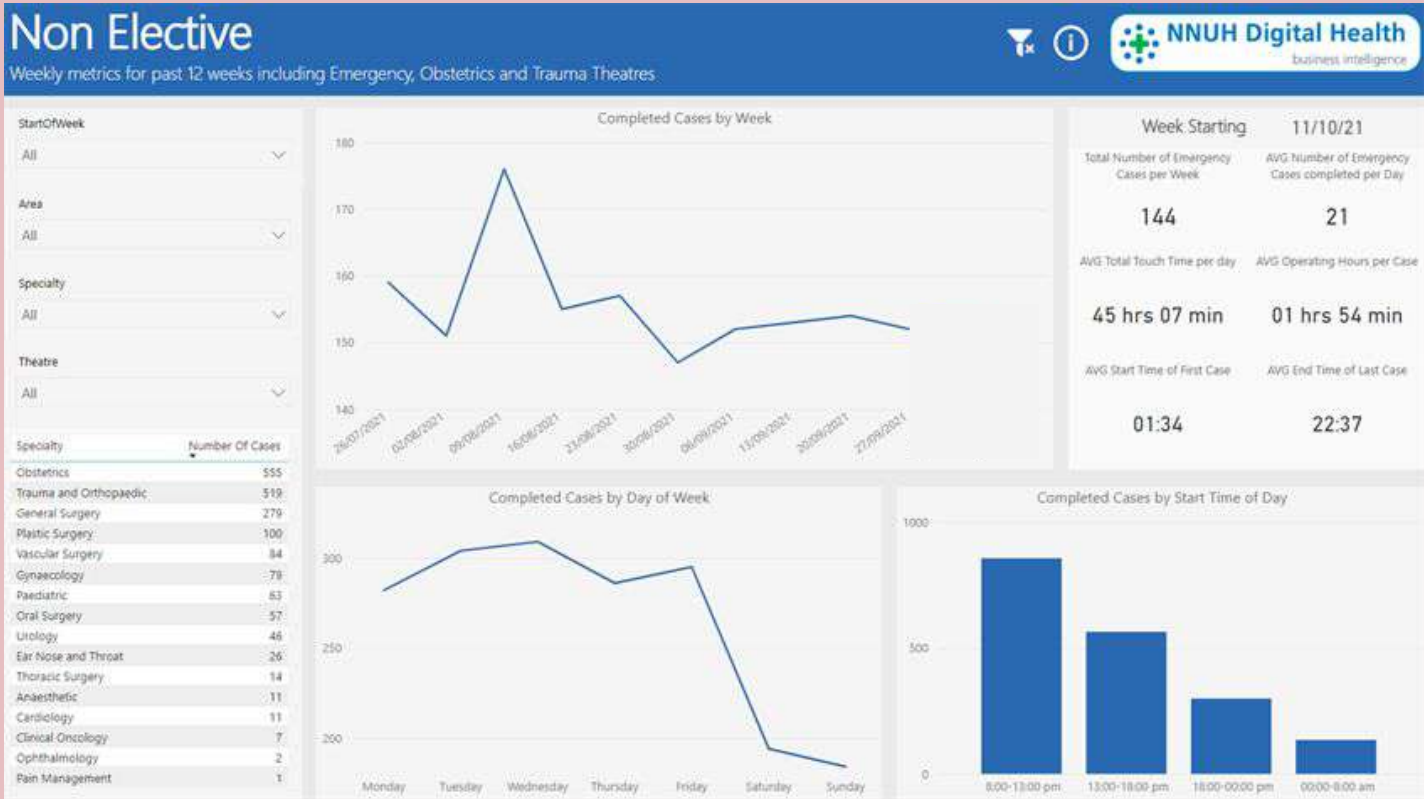 Non Elective
Weekly metrics for past 12 weeks including Emergency, Obstetrics and Trauma Theatres
NNUH Digital Health
business intelligence
StartOfWeek
All
Area
All
Specialty
All
Theatre
All
Specialty Number Of Cases
Obstetrics 555
Trauma and Orthopaedic 519
General Surgery 279
Plastic Surgery 100
Vascular Surgery 84
Gynaecology 79
Paediatric 63
Oral Surgery 57
Urology 46
Ear Nose and Throat 26
Thoracic Surgery 14
Anaesthetic 11
Cardiology 11
Clinical Oncology 7
Ophthalmology 2
Pain Management 1
Completed Cases by Week
180
170
160
150
140
26/07/2021 02/08/2021 09/08/2021 16/08/2021 23/08/2021 30/08/2021 06/09/2021 13/09/2021 20/09/2021 27/09/2021
Week Starting 11/10/21
Total Number of Emergency Cases per Week
144
AVG Number of Emergency Cases completed per Day
21
AVG Total Touch Time per day
45 hrs 07 min
AVG Operating Hours per Case
01 hrs 54 min
AVG Start Time of First Case
01:34
AVG End Time of Last Case
22:37
Completed Cases by Day of Week
300
250
200
Monday Tuesday Wednesday Thursday Friday Saturday Sunday
Completed Cases by Start Time of Day
1000
500
0
8:00-13:00 pm 13:00-18:00 pm 18:00-00:00 pm 00:00-8:00 am